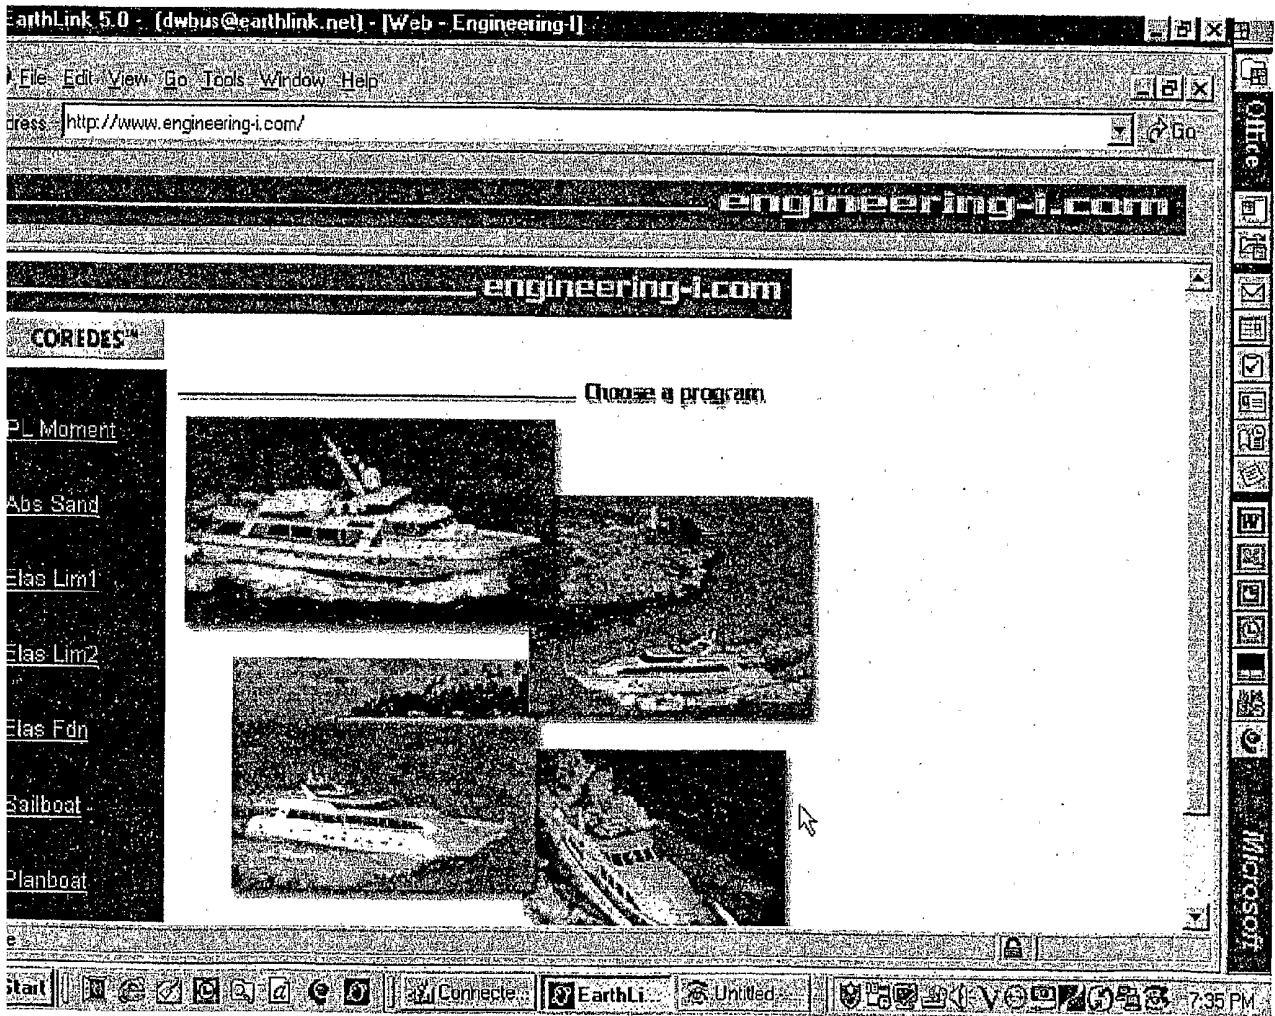 EarthLink 5.0 - [dwbus@earthlink.net] - [Web - Engineering-I]
File Edit View Go Tools Window Help
ress http://www.engineering-i.com/ Go
engineering-i.com
engineering-i.com
COREDES™
Choose a program
PL Moment
Abs Sand
Elas Lim1
Elas Lim2
Elas Fdn
Sailboat
Planboat
Start Connecte... EarthLi... Untitled 7:35 PM
Office
Microsoft